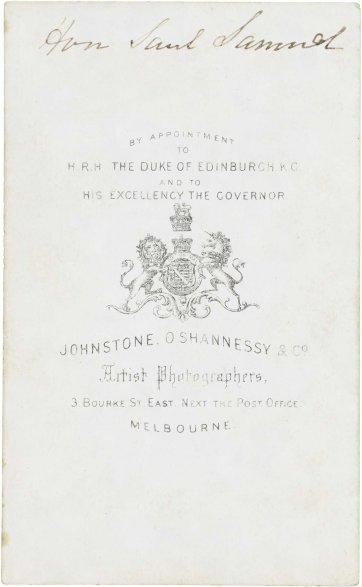 Hon Saul Samuel
BY APPOINTMENT
TO
H.R.H THE DUKE OF EDINBURGH K.G.
AND TO
HIS EXCELLENCY THE GOVERNOR
JOHNSTONE, O'SHANNESSY & Co
Artist Photographers,
3 BOURKE ST EAST. NEXT THE POST OFFICE.
MELBOURNE.